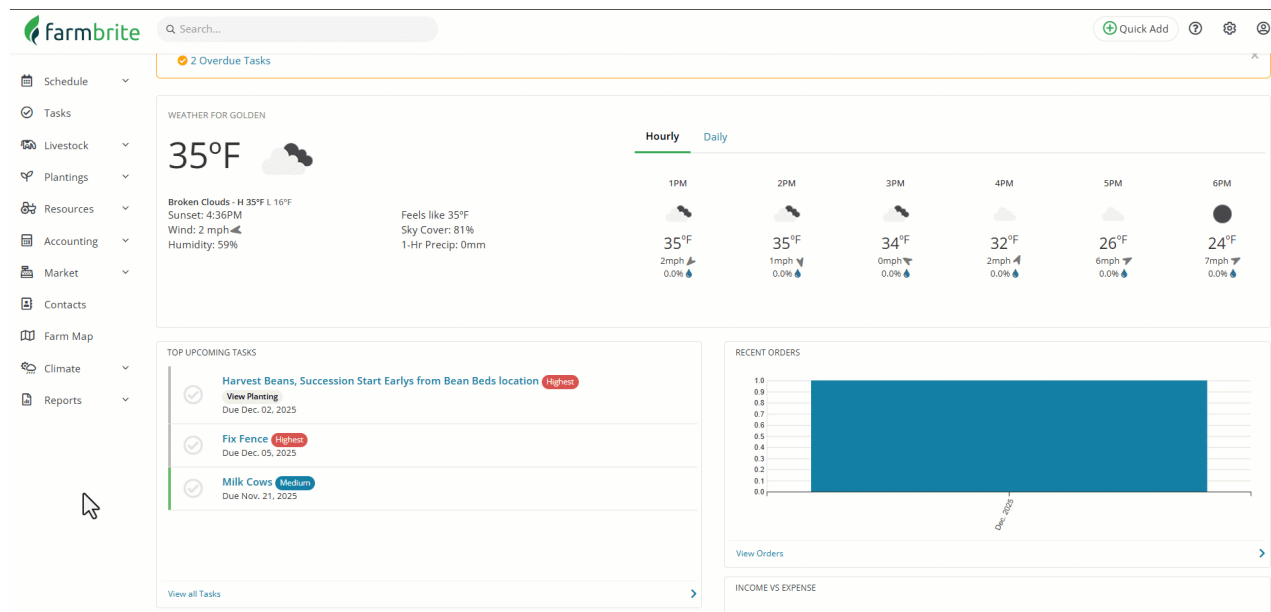 farmbrite
Search...
Quick Add
2 Overdue Tasks
Schedule
Tasks
Livestock
Plantings
Resources
Accounting
Market
Contacts
Farm Map
Climate
Reports
WEATHER FOR GOLDEN
35°F
Broken Clouds - H 35°F L 16°F
Sunset: 4:36PM
Wind: 2 mph
Humidity: 59%
Feels like 35°F
Sky Cover: 81%
1-Hr Precip: 0mm
Hourly Daily
1PM 2PM 3PM 4PM 5PM 6PM
35°F 35°F 34°F 32°F 26°F 24°F
2mph 1mph 0mph 2mph 6mph 7mph
0.0% 0.0% 0.0% 0.0% 0.0% 0.0%
TOP UPCOMING TASKS
Harvest Beans, Succession Start Earlys from Bean Beds location Highest
View Planting
Due Dec. 02, 2025
Fix Fence Highest
Due Dec. 05, 2025
Milk Cows Medium
Due Nov. 21, 2025
View all Tasks
RECENT ORDERS
1.0
0.9
0.8
0.7
0.6
0.5
0.4
0.3
0.2
0.1
0.0
Dec. 2025
View Orders
INCOME VS EXPENSE